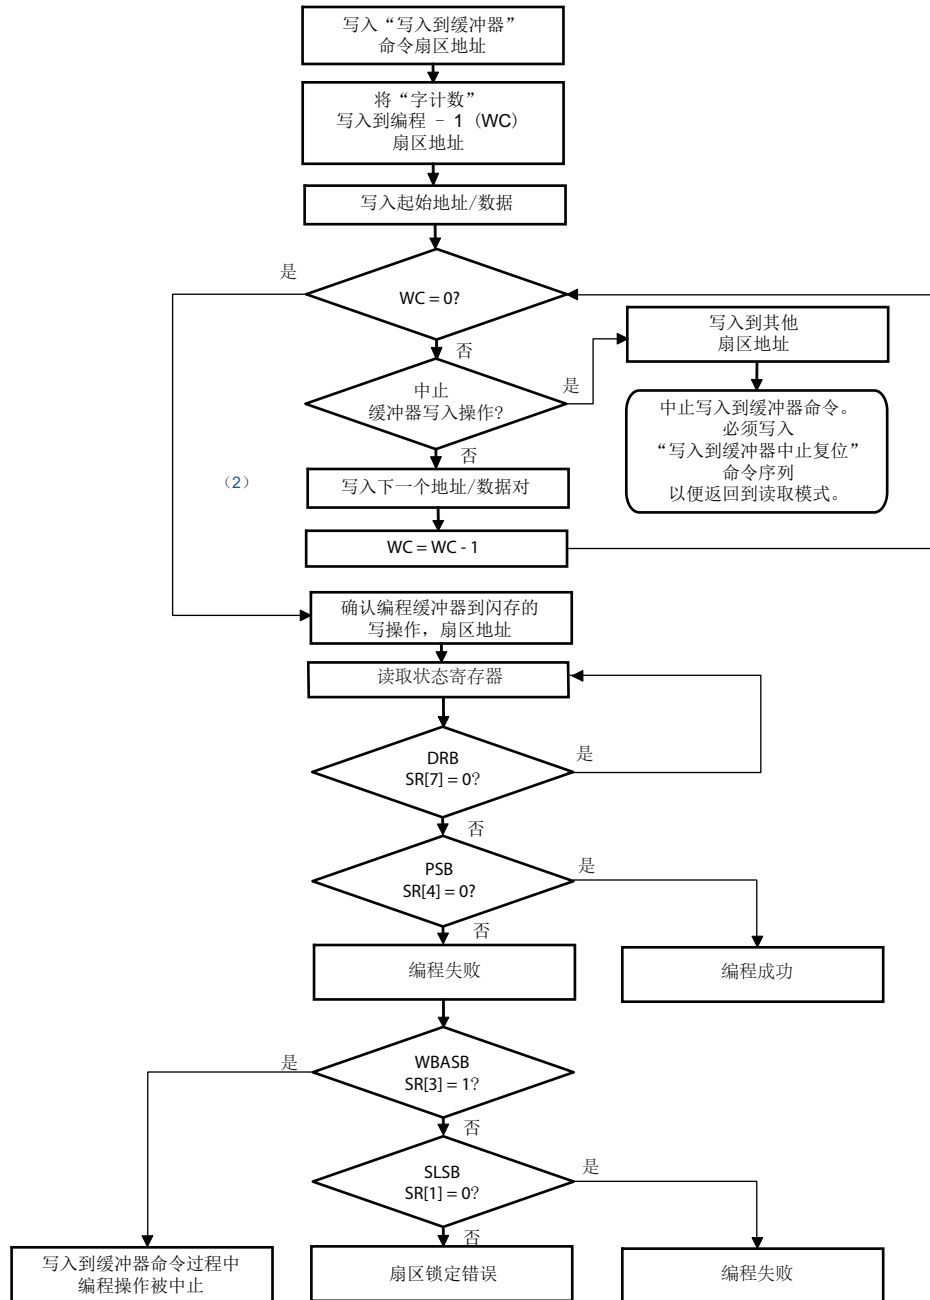 写入“写入到缓冲器”
命令扇区地址
将“字计数”
写入到编程 - 1（WC）
扇区地址
写入起始地址/数据
是
WC = 0?
否
写入到其他
扇区地址
中止
缓冲器写入操作?
是
否
中止写入到缓冲器命令。
必须写入
“写入到缓冲器中止复位”
命令序列
以便返回到读取模式。
（2）
写入下一个地址/数据对
WC = WC - 1
确认编程缓冲器到闪存的
写操作，扇区地址
读取状态寄存器
DRB
SR[7] = 0?
是
否
PSB
SR[4] = 0?
是
否
编程失败
编程成功
是
WBASB
SR[3] = 1?
否
SLSB
SR[1] = 0?
是
否
写入到缓冲器命令过程中
编程操作被中止
扇区锁定错误
编程失败